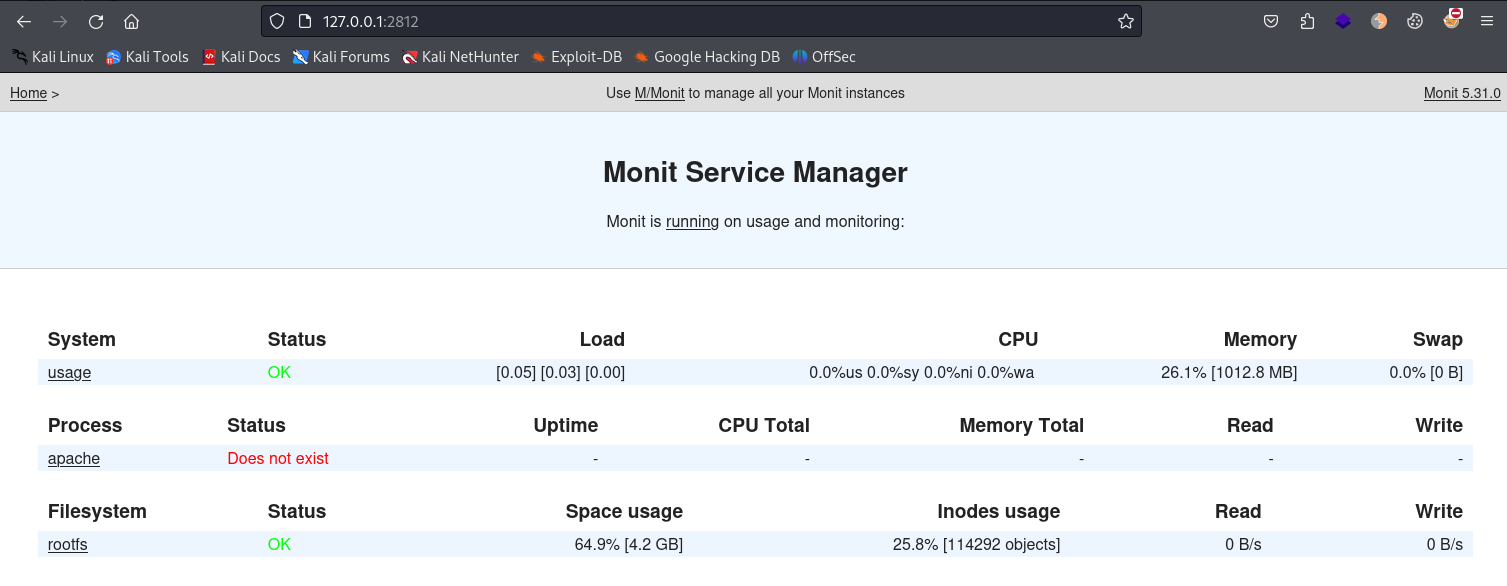 127.0.0.1:2812
Kali Linux Kali Tools Kali Docs Kali Forums Kali NetHunter Exploit-DB Google Hacking DB OffSec
Home > Use M/Monit to manage all your Monit instances Monit 5.31.0
Monit Service Manager
Monit is running on usage and monitoring:
System Status Load CPU Memory Swap
usage OK [0.05] [0.03] [0.00] 0.0%us 0.0%sy 0.0%ni 0.0%wa 26.1% [1012.8 MB] 0.0% [0 B]
Process Status Uptime CPU Total Memory Total Read Write
apache Does not exist - - - - -
Filesystem Status Space usage Inodes usage Read Write
rootfs OK 64.9% [4.2 GB] 25.8% [114292 objects] 0 B/s 0 B/s